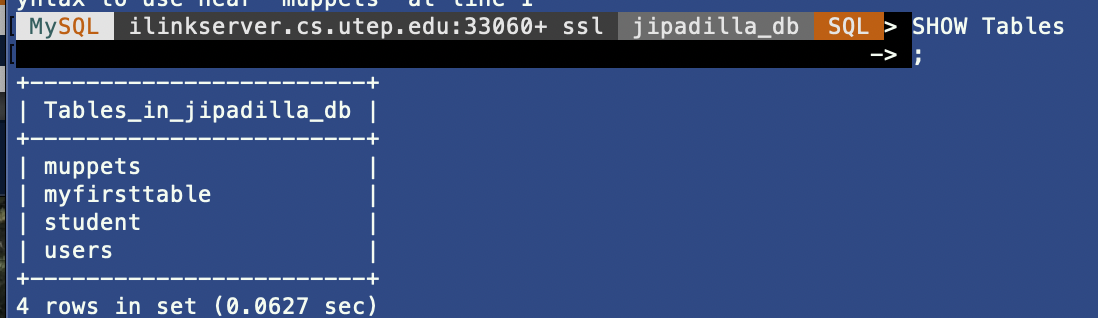 yntax to use near 'muppets' at line 1
[ MySQL ilinkserver.cs.utep.edu:33060+ ssl jipadilla_db SQL > SHOW Tables
[ -> ;
+------------------------+
| Tables_in_jipadilla_db |
+------------------------+
| muppets |
| myfirsttable |
| student |
| users |
+------------------------+
4 rows in set (0.0627 sec)